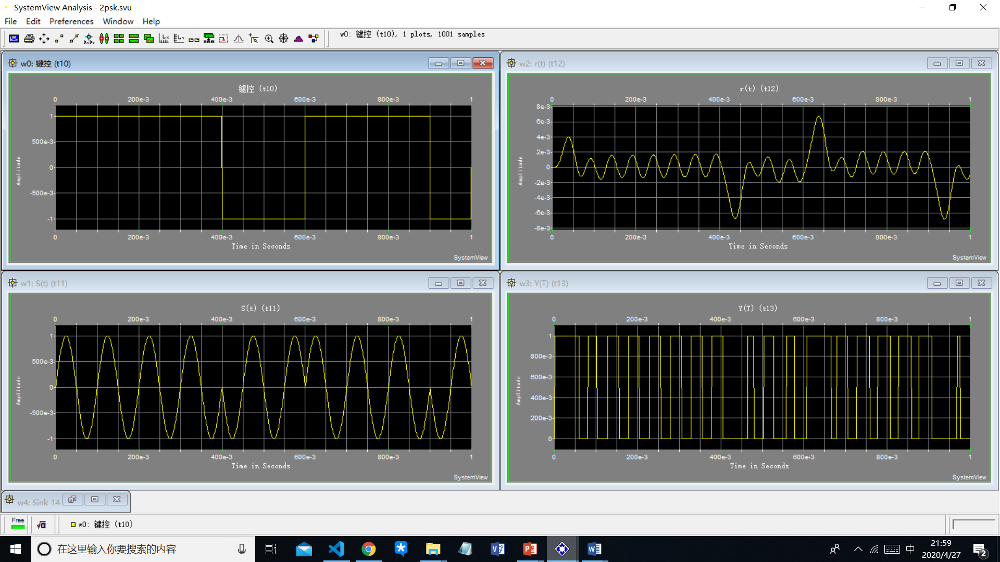 SystemView Analysis - 2psk.svu
File Edit Preferences Window Help
w0: 键控 (t10), 1 plots, 1001 samples
w0: 键控 (t10)
键控 (t10)
0 200e-3 400e-3 600e-3 800e-3 1
1
500e-3
0
-500e-3
-1
Amplitude
0 200e-3 400e-3 600e-3 800e-3 1
Time in Seconds
SystemView
w2: r(t) (t12)
r(t) (t12)
0 200e-3 400e-3 600e-3 800e-3 1
8e-3
6e-3
4e-3
2e-3
0
-2e-3
-4e-3
-6e-3
-8e-3
Amplitude
0 200e-3 400e-3 600e-3 800e-3 1
Time in Seconds
SystemView
w1: S(t) (t11)
S(t) (t11)
0 200e-3 400e-3 600e-3 800e-3 1
1
500e-3
0
-500e-3
-1
Amplitude
0 200e-3 400e-3 600e-3 800e-3 1
Time in Seconds
SystemView
w3: Y(T) (t13)
Y(T) (t13)
0 200e-3 400e-3 600e-3 800e-3 1
1
800e-3
600e-3
400e-3
200e-3
0
Amplitude
0 200e-3 400e-3 600e-3 800e-3 1
Time in Seconds
SystemView
w4: Sink 14
Free
√α
w0: 键控 (t10)
在这里输入你要搜索的内容
中
21:59
2020/4/27
2